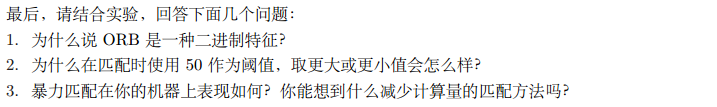 最后，请结合实验，回答下面几个问题：
1. 为什么说 ORB 是一种二进制特征？
2. 为什么在匹配时使用 50 作为阈值，取更大或更小值会怎么样？
3. 暴力匹配在你的机器上表现如何？你能想到什么减少计算量的匹配方法吗？